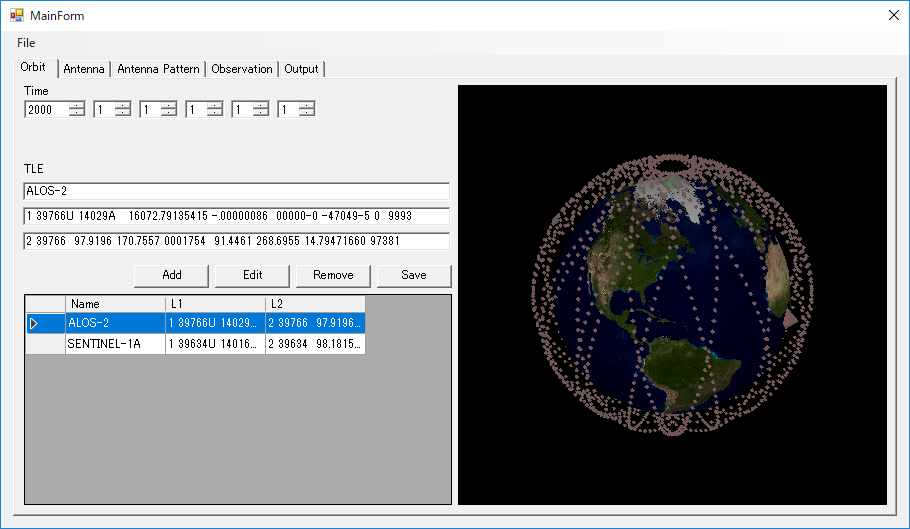 MainForm
File
Orbit Antenna Antenna Pattern Observation Output
Time
2000 1 1 1 1 1
TLE
ALOS-2
1 39766U 14029A 16072.79135415 -.00000086 00000-0 -47049-5 0 9993
2 39766 97.9196 170.7557 0001754 91.4461 268.6955 14.79471660 97381
Add Edit Remove Save
Name L1 L2
ALOS-2 1 39766U 14029... 2 39766 97.9196...
SENTINEL-1A 1 39634U 14016... 2 39634 98.1815...